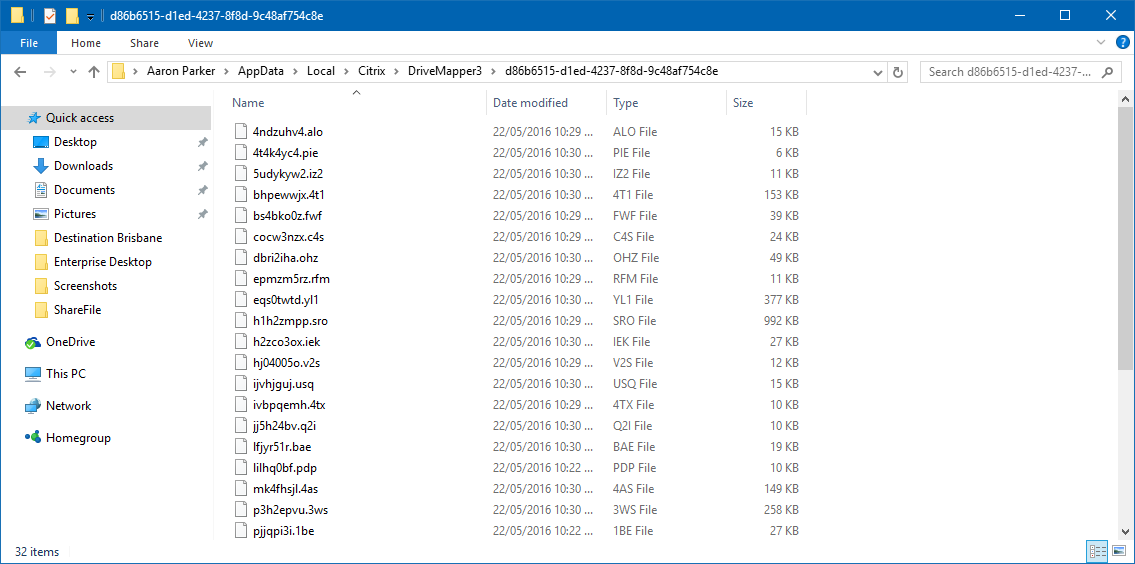 d86b6515-d1ed-4237-8f8d-9c48af754c8e
File Home Share View
Aaron Parker AppData Local Citrix DriveMapper3 d86b6515-d1ed-4237-8f8d-9c48af754c8e Search d86b6515-d1ed-4237-...
Name Date modified Type Size
Quick access
Desktop
Downloads
Documents
Pictures
Destination Brisbane
Enterprise Desktop
Screenshots
ShareFile
OneDrive
This PC
Network
Homegroup
4ndzuhv4.alo 22/05/2016 10:29 ... ALO File 15 KB
4t4k4yc4.pie 22/05/2016 10:30 ... PIE File 6 KB
5udykyw2.iz2 22/05/2016 10:30 ... IZ2 File 11 KB
bhpewwjx.4t1 22/05/2016 10:30 ... 4T1 File 153 KB
bs4bko0z.fwf 22/05/2016 10:29 ... FWF File 39 KB
cocw3nzx.c4s 22/05/2016 10:29 ... C4S File 24 KB
dbri2iha.ohz 22/05/2016 10:30 ... OHZ File 49 KB
epmzm5rz.rfm 22/05/2016 10:29 ... RFM File 11 KB
eqs0twtd.yl1 22/05/2016 10:30 ... YL1 File 377 KB
h1h2zmpp.sro 22/05/2016 10:29 ... SRO File 992 KB
h2zco3ox.iek 22/05/2016 10:30 ... IEK File 27 KB
hj04005o.v2s 22/05/2016 10:29 ... V2S File 12 KB
ijvhjguj.usq 22/05/2016 10:30 ... USQ File 15 KB
ivbpqemh.4tx 22/05/2016 10:29 ... 4TX File 10 KB
jj5h24bv.q2i 22/05/2016 10:30 ... Q2I File 10 KB
lfjyr51r.bae 22/05/2016 10:30 ... BAE File 19 KB
lilhq0bf.pdp 22/05/2016 10:22 ... PDP File 10 KB
mk4fhsjl.4as 22/05/2016 10:30 ... 4AS File 149 KB
p3h2epvu.3ws 22/05/2016 10:30 ... 3WS File 258 KB
pjjqpi3i.1be 22/05/2016 10:22 ... 1BE File 27 KB
32 items